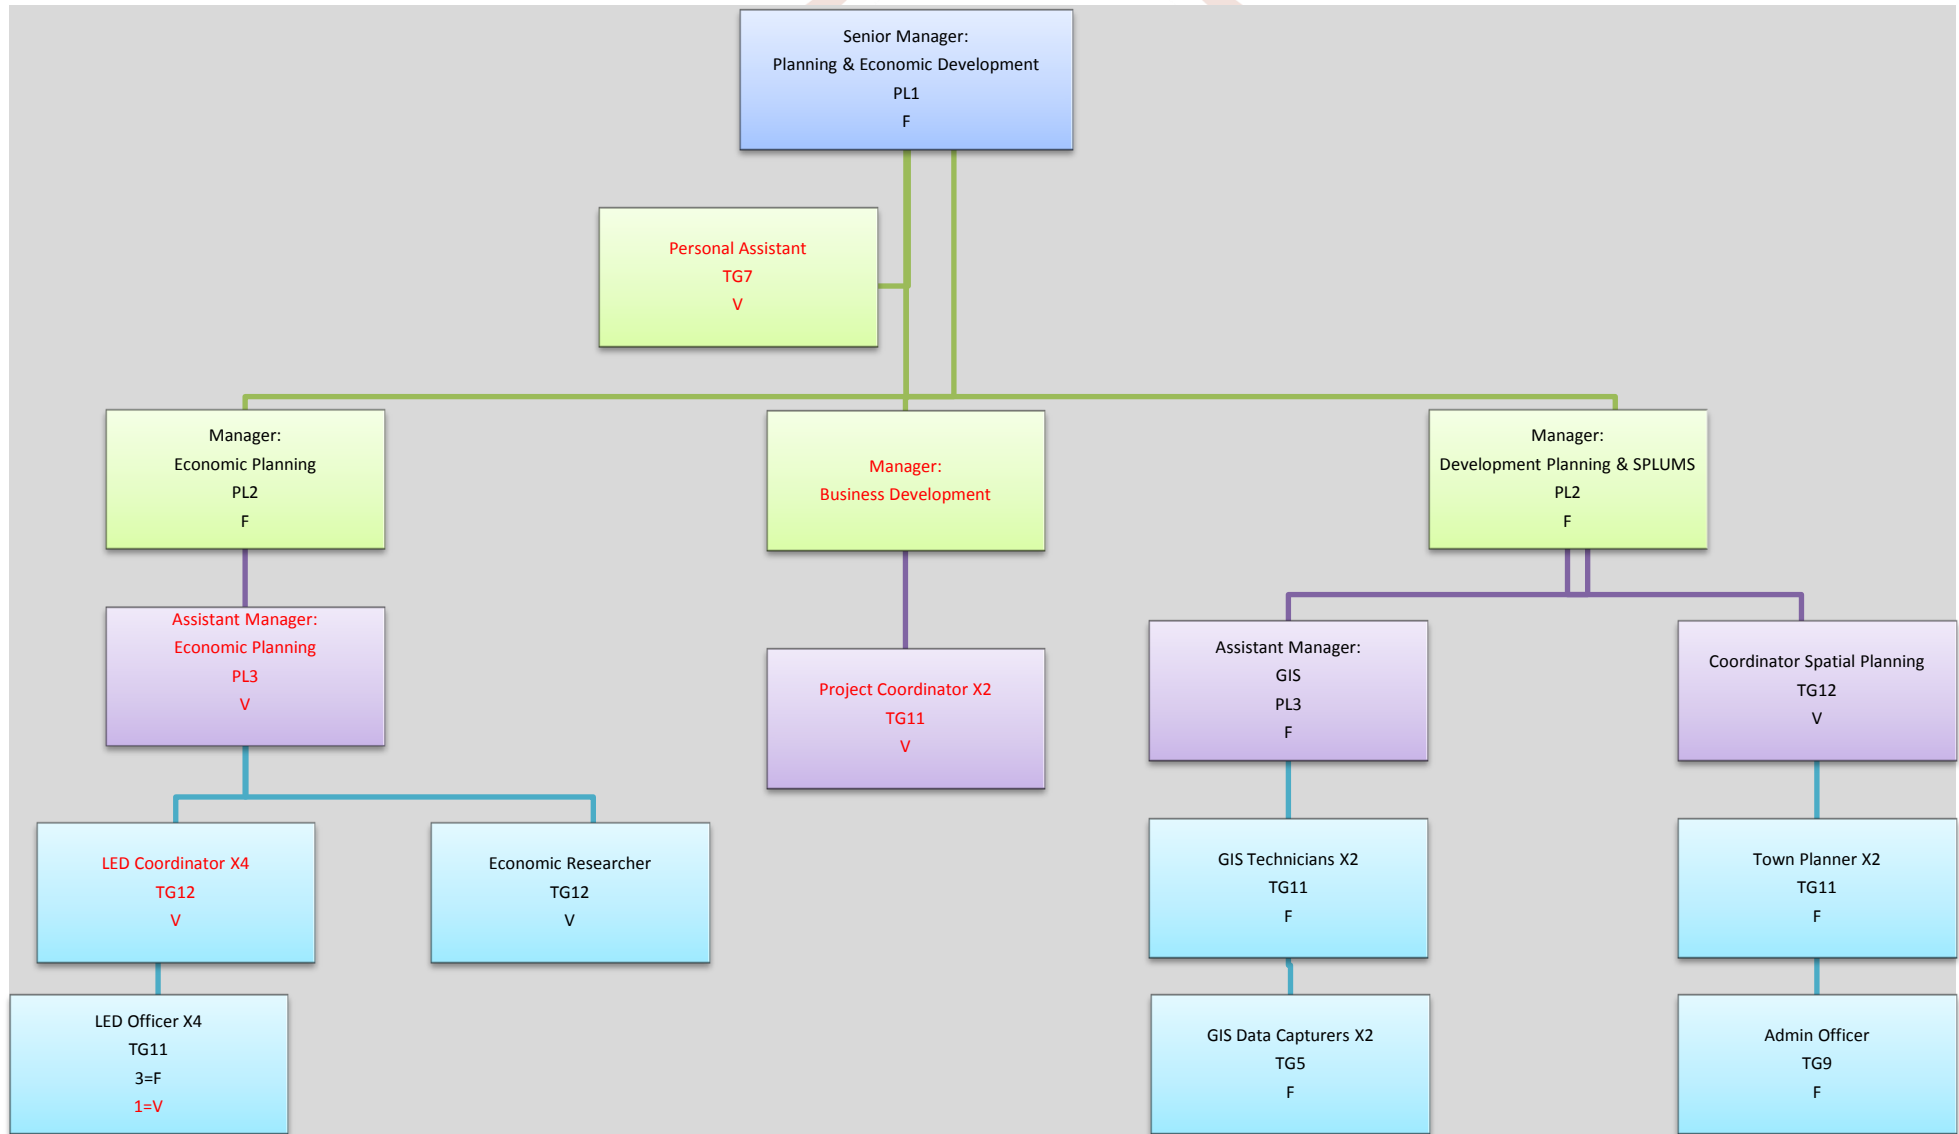 Senior Manager:
Planning & Economic Development
PL1
F
Personal Assistant
TG7
V
Manager:
Economic Planning
PL2
F
Manager:
Business Development
Manager:
Development Planning & SPLUMS
PL2
F
Assistant Manager:
Economic Planning
PL3
V
Project Coordinator X2
TG11
V
Assistant Manager:
GIS
PL3
F
Coordinator Spatial Planning
TG12
V
LED Coordinator X4
TG12
V
Economic Researcher
TG12
V
GIS Technicians X2
TG11
F
Town Planner X2
TG11
F
LED Officer X4
TG11
3=F
1=V
GIS Data Capturers X2
TG5
F
Admin Officer
TG9
F